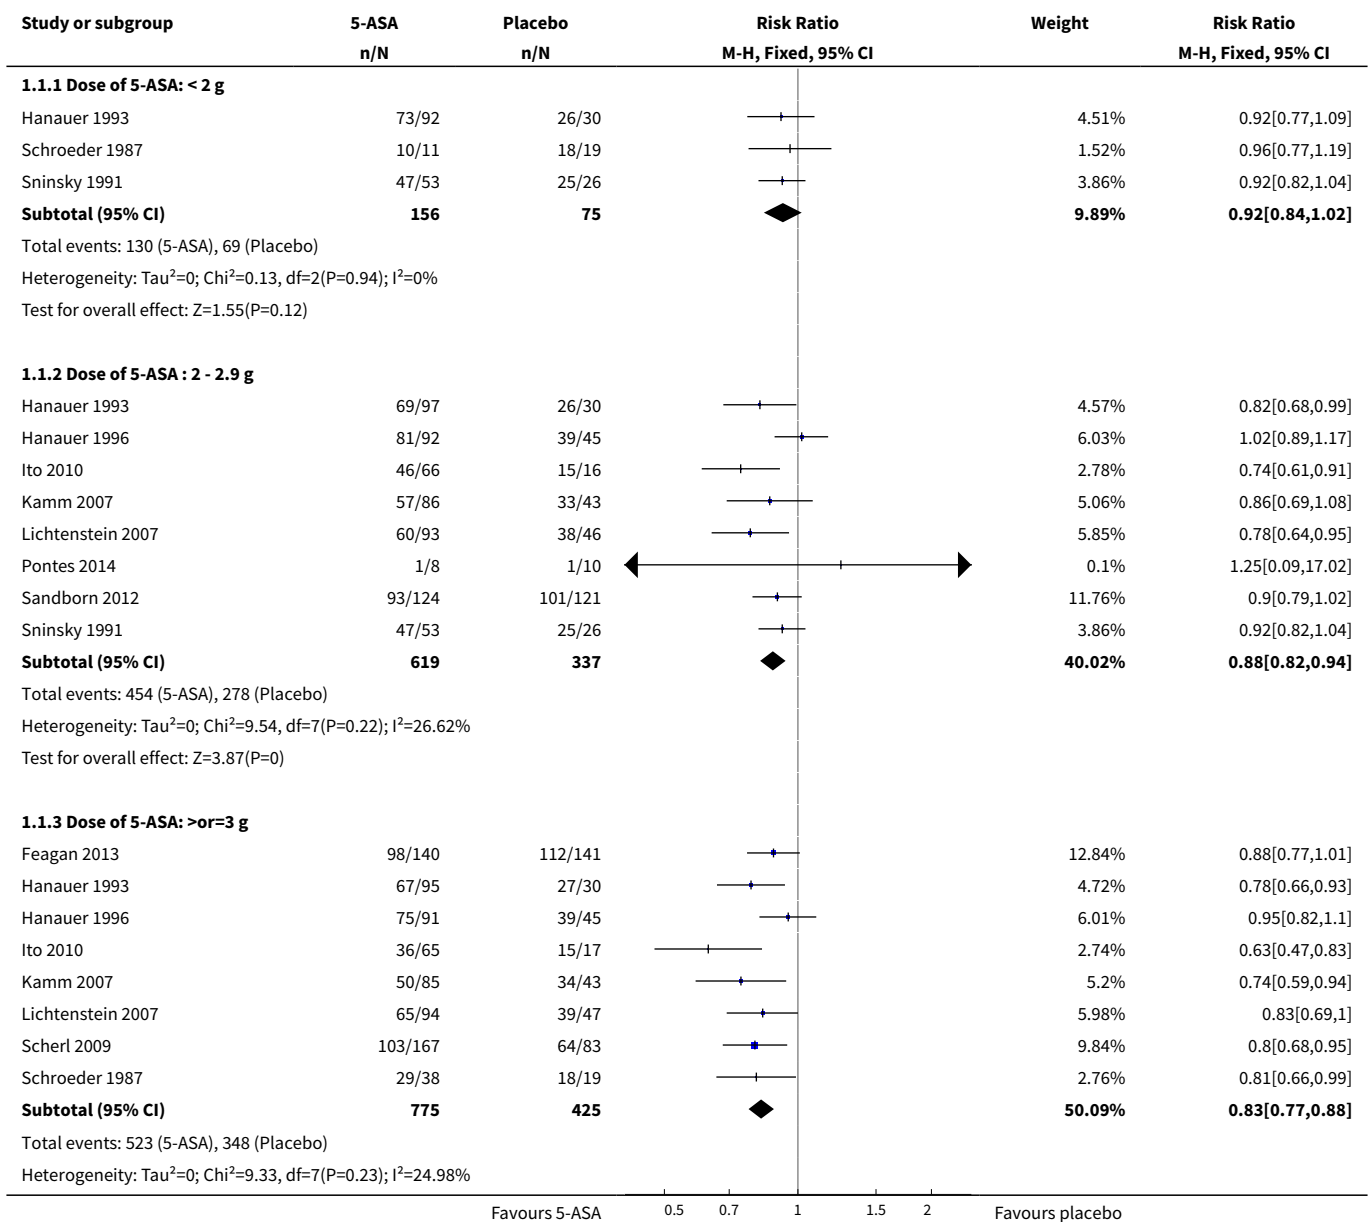 Study or subgroup 5-ASA Placebo Risk Ratio Weight Risk Ratio
n/N n/N M-H, Fixed, 95% CI M-H, Fixed, 95% CI
1.1.1 Dose of 5-ASA: < 2 g
Hanauer 1993 73/92 26/30 4.51% 0.92[0.77,1.09]
Schroeder 1987 10/11 18/19 1.52% 0.96[0.77,1.19]
Sninsky 1991 47/53 25/26 3.86% 0.92[0.82,1.04]
Subtotal (95% CI) 156 75 9.89% 0.92[0.84,1.02]
Total events: 130 (5-ASA), 69 (Placebo)
Heterogeneity: Tau²=0; Chi²=0.13, df=2(P=0.94); I²=0%
Test for overall effect: Z=1.55(P=0.12)
1.1.2 Dose of 5-ASA : 2 - 2.9 g
Hanauer 1993 69/97 26/30 4.57% 0.82[0.68,0.99]
Hanauer 1996 81/92 39/45 6.03% 1.02[0.89,1.17]
Ito 2010 46/66 15/16 2.78% 0.74[0.61,0.91]
Kamm 2007 57/86 33/43 5.06% 0.86[0.69,1.08]
Lichtenstein 2007 60/93 38/46 5.85% 0.78[0.64,0.95]
Pontes 2014 1/8 1/10 0.1% 1.25[0.09,17.02]
Sandborn 2012 93/124 101/121 11.76% 0.9[0.79,1.02]
Sninsky 1991 47/53 25/26 3.86% 0.92[0.82,1.04]
Subtotal (95% CI) 619 337 40.02% 0.88[0.82,0.94]
Total events: 454 (5-ASA), 278 (Placebo)
Heterogeneity: Tau²=0; Chi²=9.54, df=7(P=0.22); I²=26.62%
Test for overall effect: Z=3.87(P=0)
1.1.3 Dose of 5-ASA: >or=3 g
Feagan 2013 98/140 112/141 12.84% 0.88[0.77,1.01]
Hanauer 1993 67/95 27/30 4.72% 0.78[0.66,0.93]
Hanauer 1996 75/91 39/45 6.01% 0.95[0.82,1.1]
Ito 2010 36/65 15/17 2.74% 0.63[0.47,0.83]
Kamm 2007 50/85 34/43 5.2% 0.74[0.59,0.94]
Lichtenstein 2007 65/94 39/47 5.98% 0.83[0.69,1]
Scherl 2009 103/167 64/83 9.84% 0.8[0.68,0.95]
Schroeder 1987 29/38 18/19 2.76% 0.81[0.66,0.99]
Subtotal (95% CI) 775 425 50.09% 0.83[0.77,0.88]
Total events: 523 (5-ASA), 348 (Placebo)
Heterogeneity: Tau²=0; Chi²=9.33, df=7(P=0.23); I²=24.98%
Favours 5-ASA 0.5 0.7 1 1.5 2 Favours placebo